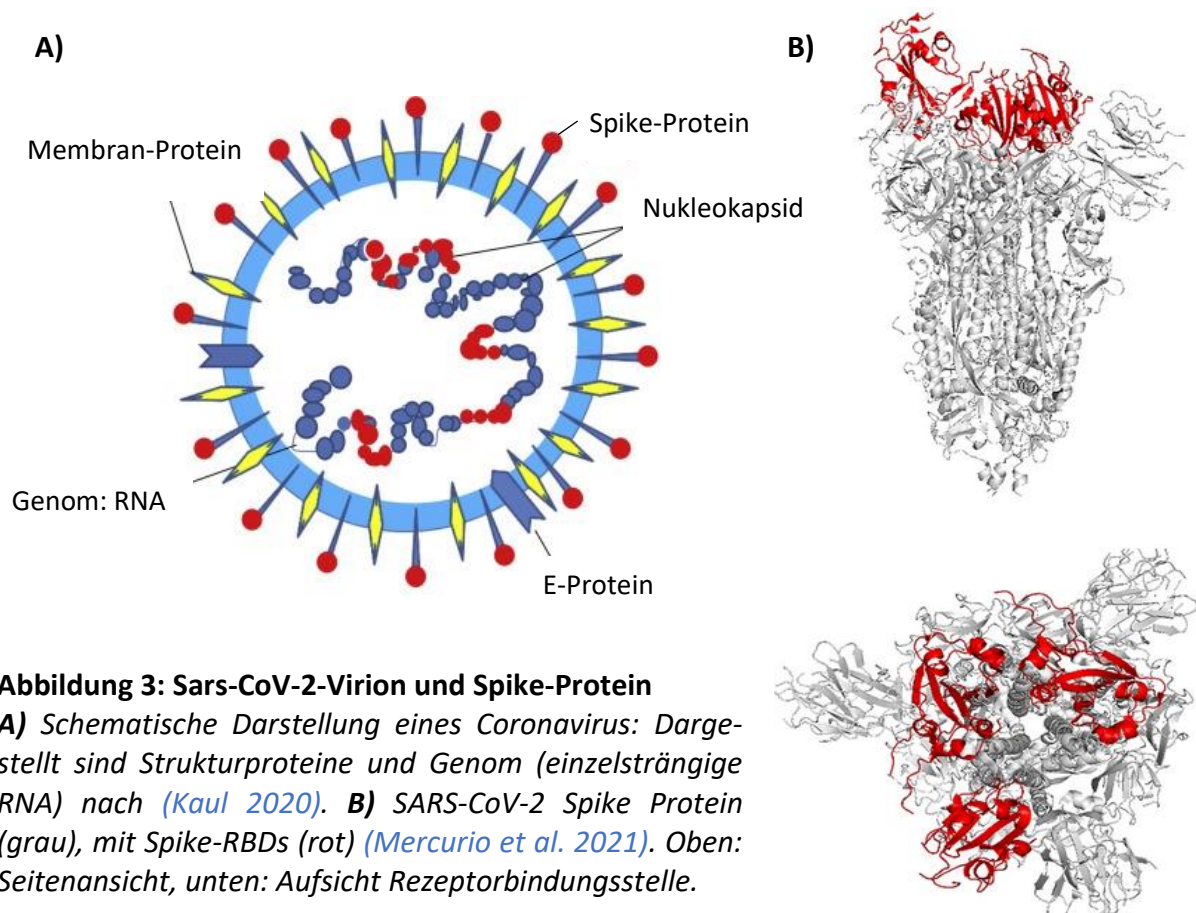 A)
B)
Membran-Protein
Spike-Protein
Nukleokapsid
Genom: RNA
E-Protein
Abbildung 3: Sars-CoV-2-Virion und Spike-Protein
A) Schematische Darstellung eines Coronavirus: Darge-
stellt sind Strukturproteine und Genom (einzelsträngige
RNA) nach (Kaul 2020). B) SARS-CoV-2 Spike Protein
(grau), mit Spike-RBDs (rot) (Mercurio et al. 2021). Oben:
Seitenansicht, unten: Aufsicht Rezeptorbindungsstelle.